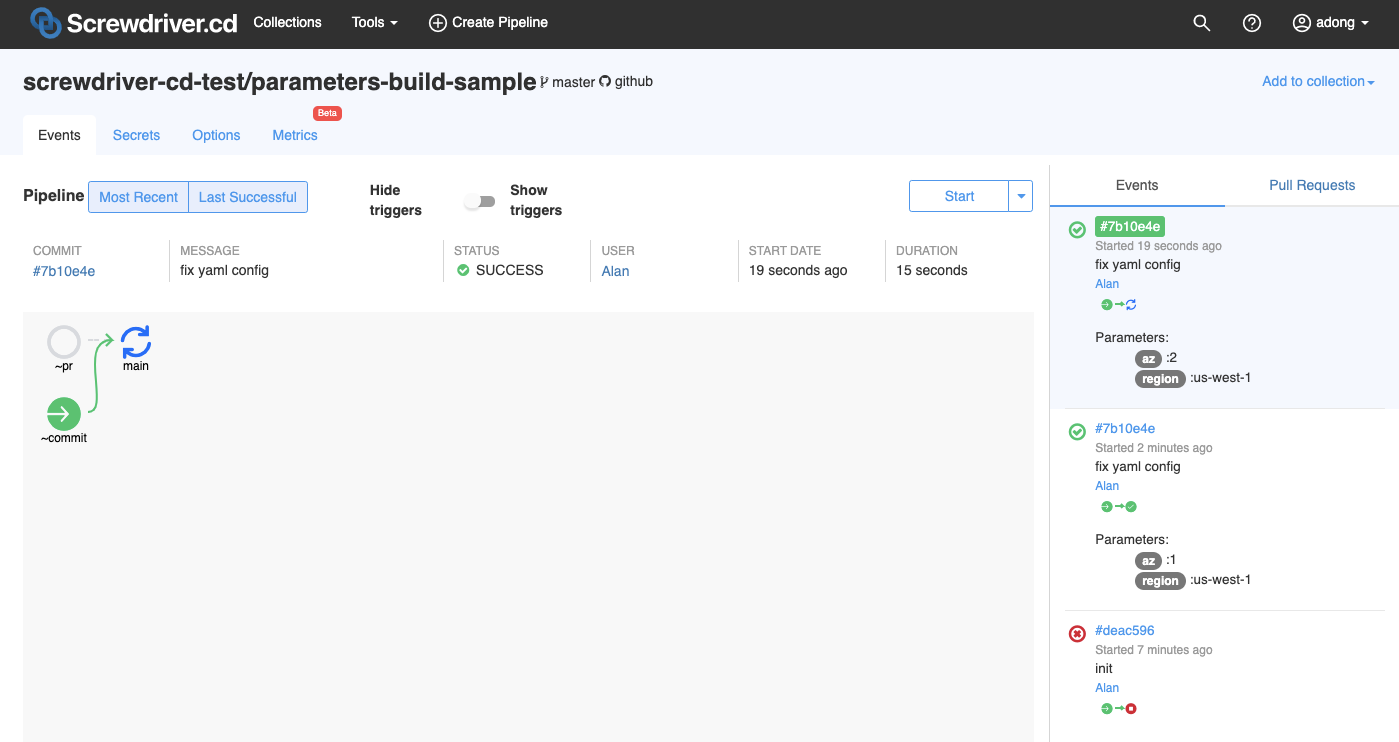 Screwdriver.cd Collections Tools Create Pipeline adong
screwdriver-cd-test/parameters-build-sample master github Add to collection
Beta
Events Secrets Options Metrics
Pipeline Most Recent Last Successful
Hide triggers
Show triggers
Start
COMMIT MESSAGE STATUS USER START DATE DURATION
#7b10e4e fix yaml config SUCCESS Alan 19 seconds ago 15 seconds
~pr main
~commit
Events Pull Requests
#7b10e4e
Started 19 seconds ago
fix yaml config
Alan
Parameters:
az :2
region :us-west-1
#7b10e4e
Started 2 minutes ago
fix yaml config
Alan
Parameters:
az :1
region :us-west-1
#deac596
Started 7 minutes ago
init
Alan